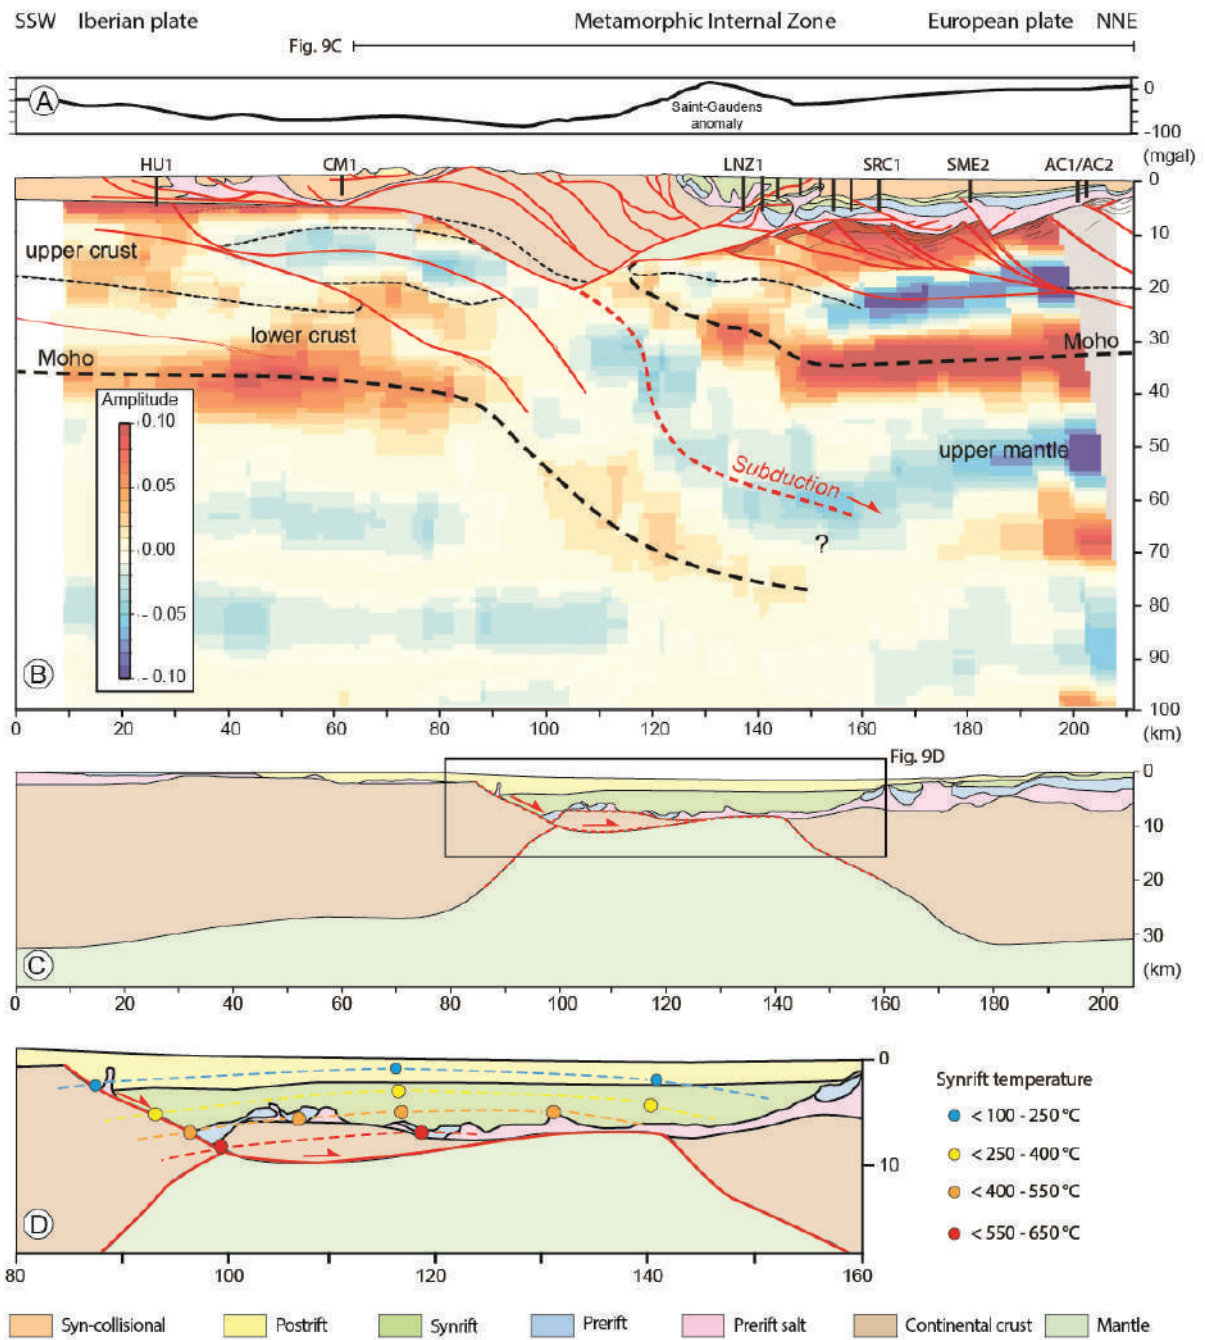 SSW Iberian plate Metamorphic Internal Zone European plate NNE
Fig. 9C
A
Saint-Gaudens
anomaly
0
-100
(mgal)
HU1 CM1 LNZ1 SRC1 SME2 AC1/AC2
0
10
20
30
40
50
60
70
80
90
100
(km)
upper crust
lower crust
Moho
Moho
upper mantle
Subduction
?
Amplitude
0.10
0.05
0.00
- 0.05
- 0.10
B
0 20 40 60 80 100 120 140 160 180 200
Fig. 9D
0
10
20
30
(km)
C
0 20 40 60 80 100 120 140 160 180 200
0
10
D
80 100 120 140 160
Synrift temperature
< 100 - 250 °C
< 250 - 400 °C
< 400 - 550 °C
< 550 - 650 °C
Syn-collisional Postrift Synrift Prerift Prerift salt Continental crust Mantle